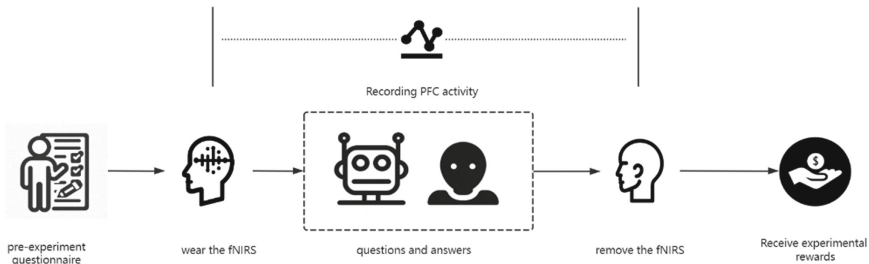 Recording PFC activity
$
pre-experiment
questionnaire
wear the fNIRS
questions and answers
remove the fNIRS
Receive experimental
rewards